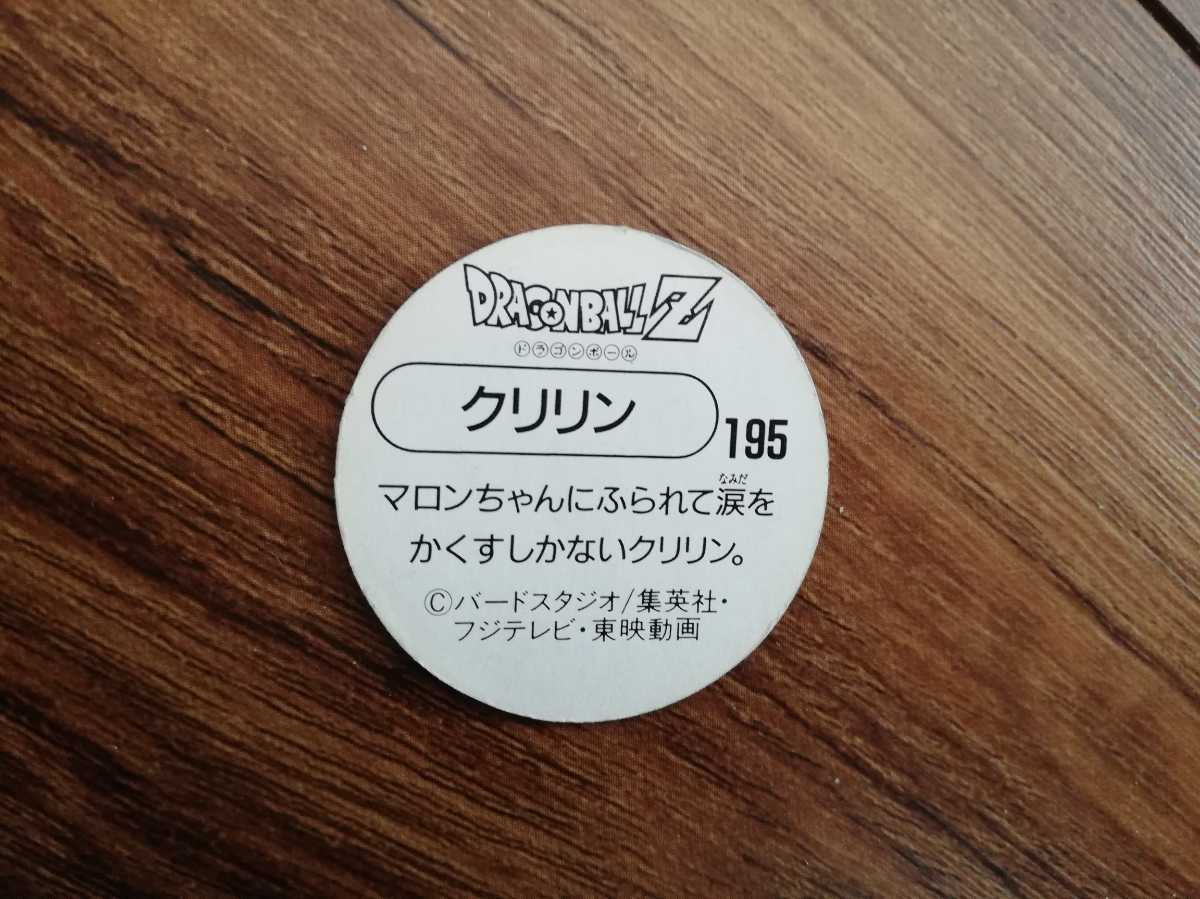 DRAGONBALL Z
ドラゴンボール
クリリン
195
なみだ
マロンちゃんにふられて涙を
かくすしかないクリリン。
Ⓒバードスタジオ/集英社・
フジテレビ・東映動画